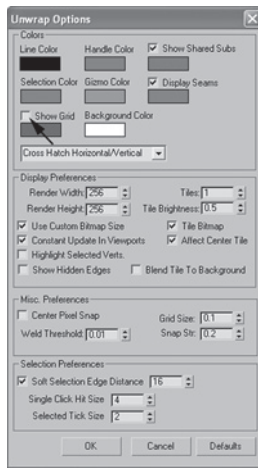 Unwrap Options
Colors
Line Color Handle Color Show Shared Subs
Selection Color Gizmo Color Display Seams
Show Grid Background Color
Cross Hatch Horizontal/Vertical
Display Preferences
Render Width: 256 Tiles: 1
Render Height: 256 Tile Brightness: 0.5
Use Custom Bitmap Size Tile Bitmap
Constant Update In Viewports Affect Center Tile
Highlight Selected Verts.
Show Hidden Edges Blend Tile To Background
Misc. Preferences
Center Pixel Snap Grid Size: 0.1
Weld Threshold: 0.01 Snap Str: 0.2
Selection Preferences
Soft Selection Edge Distance 16
Single Click Hit Size 4
Selected Tick Size 2
OK Cancel Defaults